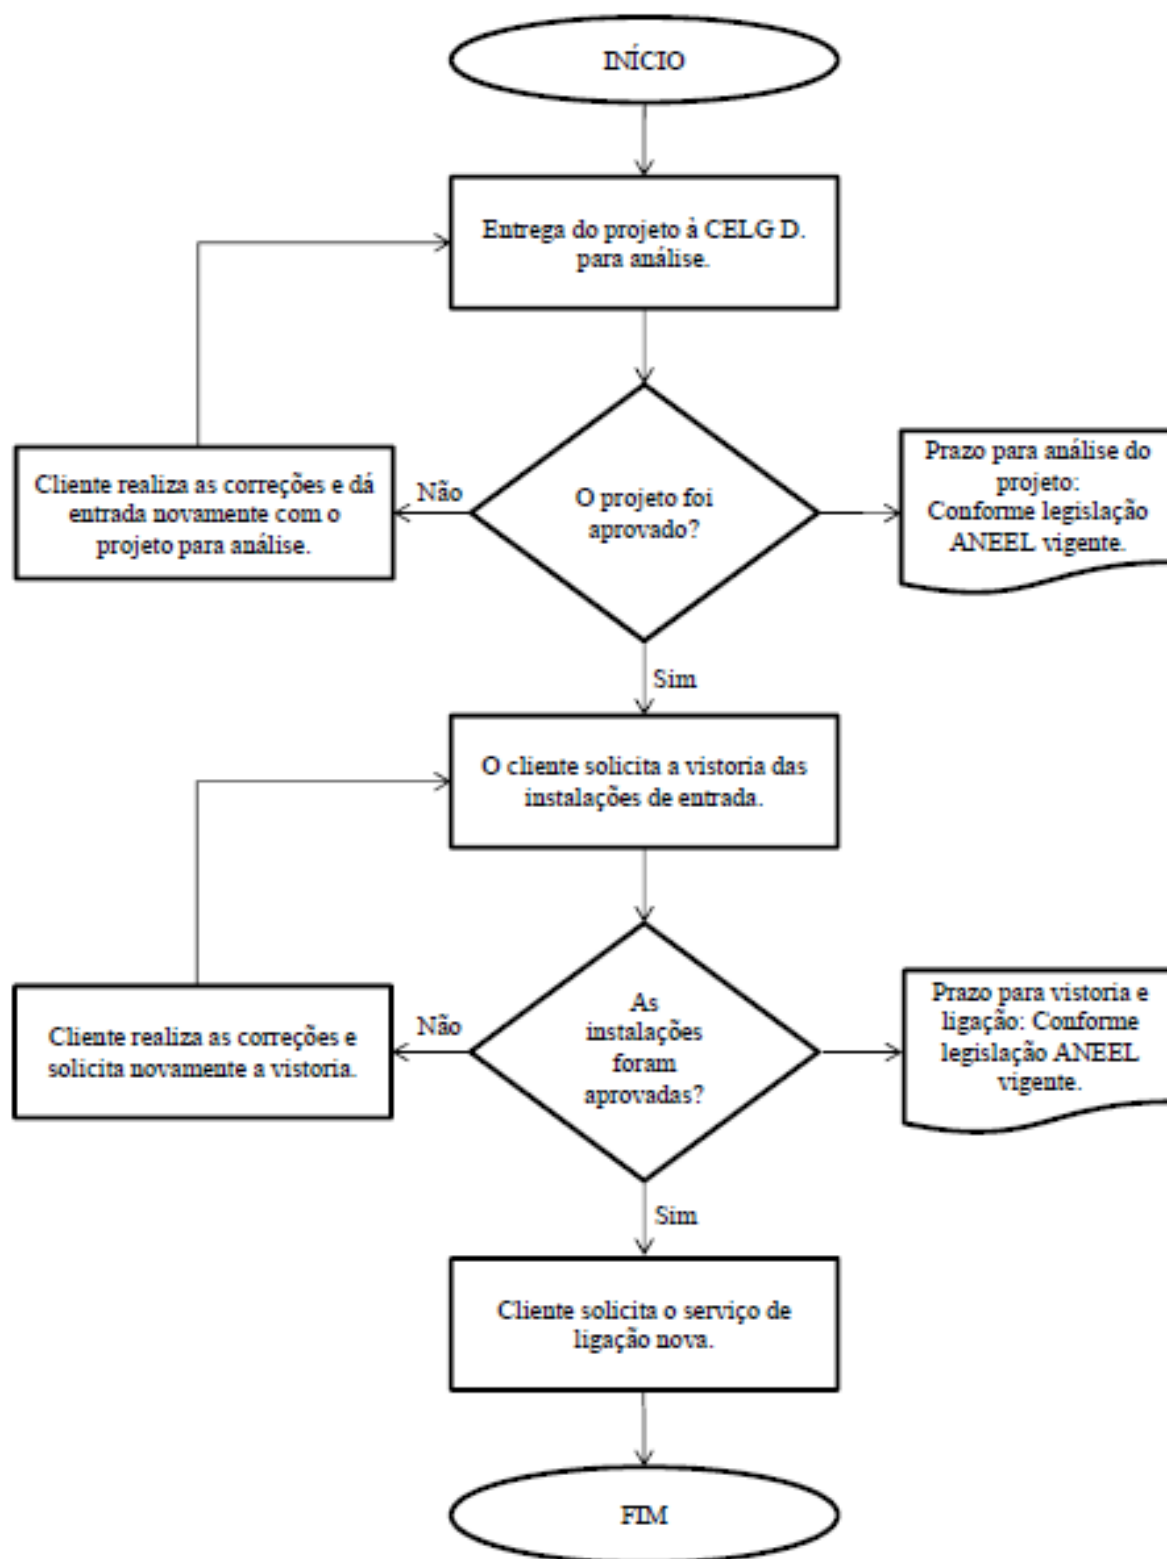 INÍCIO
Entrega do projeto à CELG D.
para análise.
Cliente realiza as correções e dá
entrada novamente com o
projeto para análise.
Não
O projeto foi
aprovado?
Prazo para análise do
projeto:
Conforme legislação
ANEEL vigente.
Sim
O cliente solicita a vistoria das
instalações de entrada.
Cliente realiza as correções e
solicita novamente a vistoria.
Não
As
instalações
foram
aprovadas?
Prazo para vistoria e
ligação: Conforme
legislação ANEEL
vigente.
Sim
Cliente solicita o serviço de
ligação nova.
FIM